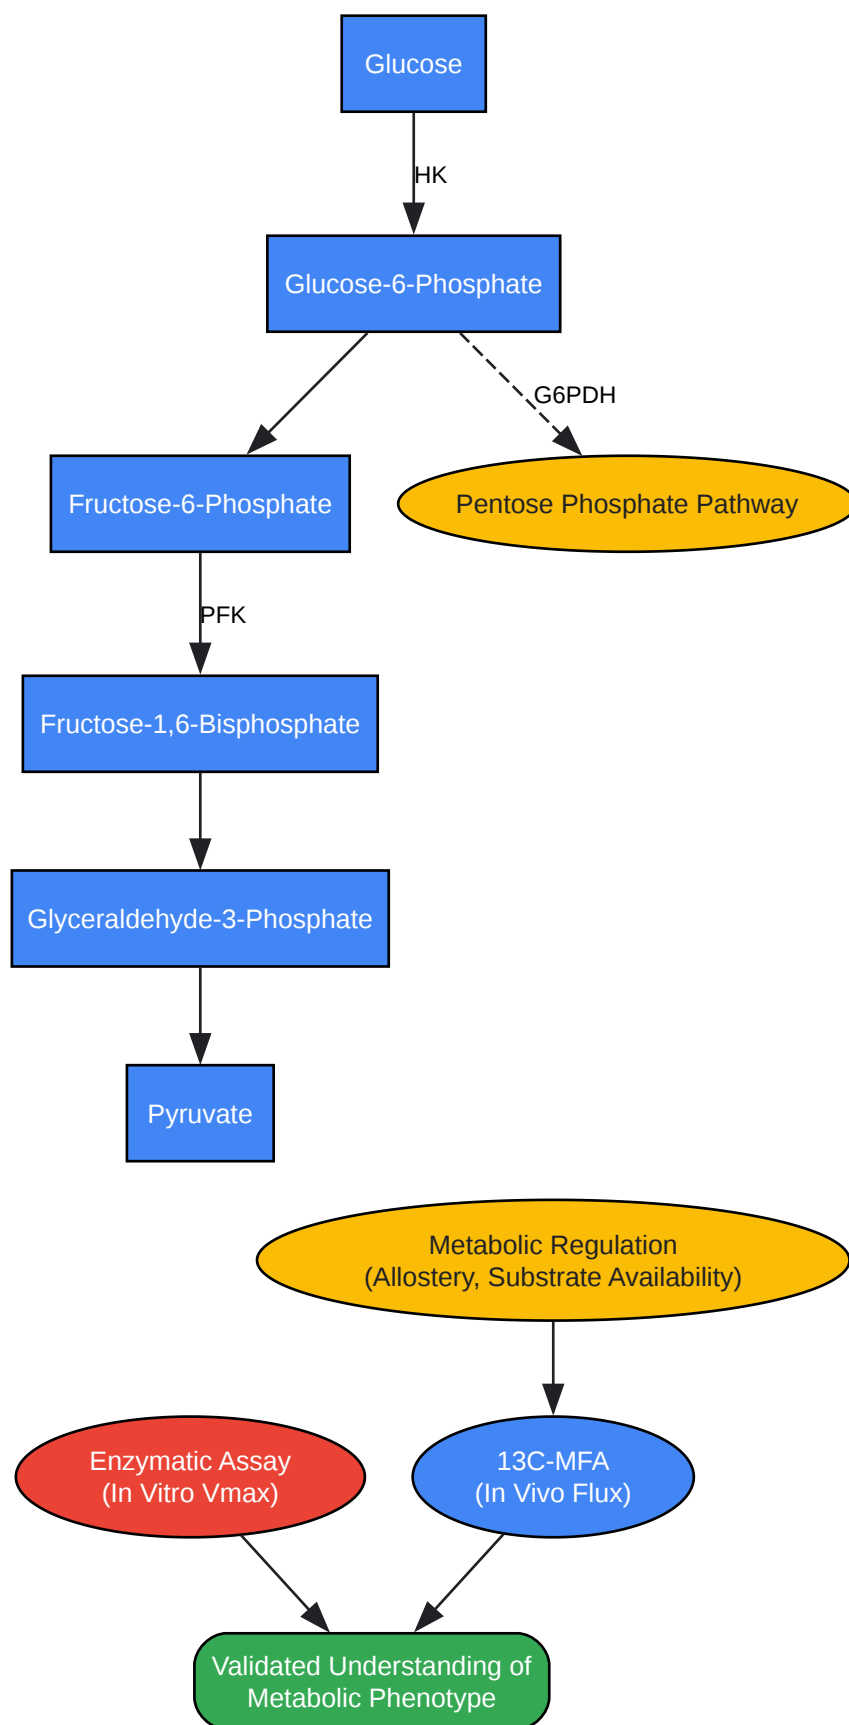 Glucose
HK
Glucose-6-Phosphate
G6PDH
Fructose-6-Phosphate
Pentose Phosphate Pathway
PFK
Fructose-1,6-Bisphosphate
Glyceraldehyde-3-Phosphate
Pyruvate
Metabolic Regulation
(Allostery, Substrate Availability)
Enzymatic Assay
(In Vitro Vmax)
13C-MFA
(In Vivo Flux)
Validated Understanding of
Metabolic Phenotype